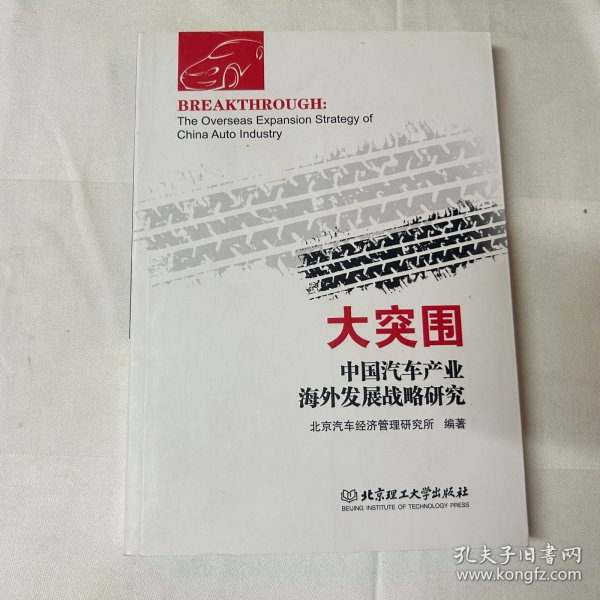 BREAKTHROUGH:
The Overseas Expansion Strategy of
China Auto Industry
大突围
中国汽车产业
海外发展战略研究
北京汽车经济管理研究所 编著
北京理工大学出版社
BEIJING INSTITUTE OF TECHNOLOGY PRESS
孔夫子旧书网
www.kongfz.com